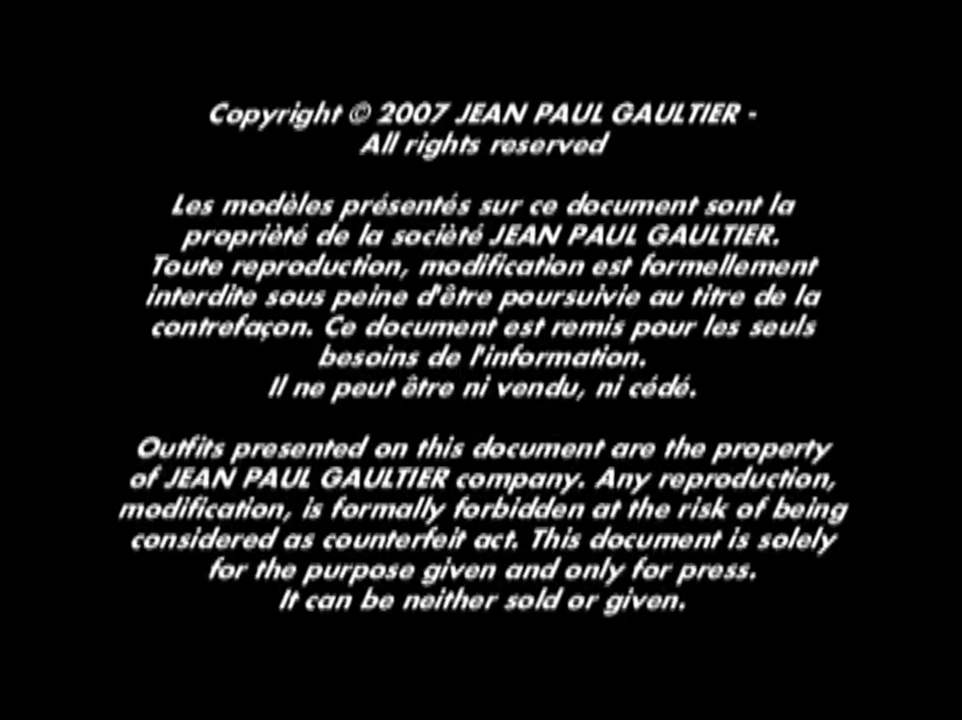 Copyright © 2007 JEAN PAUL GAULTIER -
All rights reserved
Les modèles présentés sur ce document sont la
propriètè de la socièté JEAN PAUL GAULTIER.
Toute reproduction, modification est formellement
interdite sous peine d'être poursuivie au titre de la
contrefaçon. Ce document est remis pour les seuls
besoins de l'information.
Il ne peut être ni vendu, ni cédé.
Outfits presented on this document are the property
of JEAN PAUL GAULTIER company. Any reproduction,
modification, is formally forbidden at the risk of being
considered as counterfeit act. This document is solely
for the purpose given and only for press.
It can be neither sold or given.